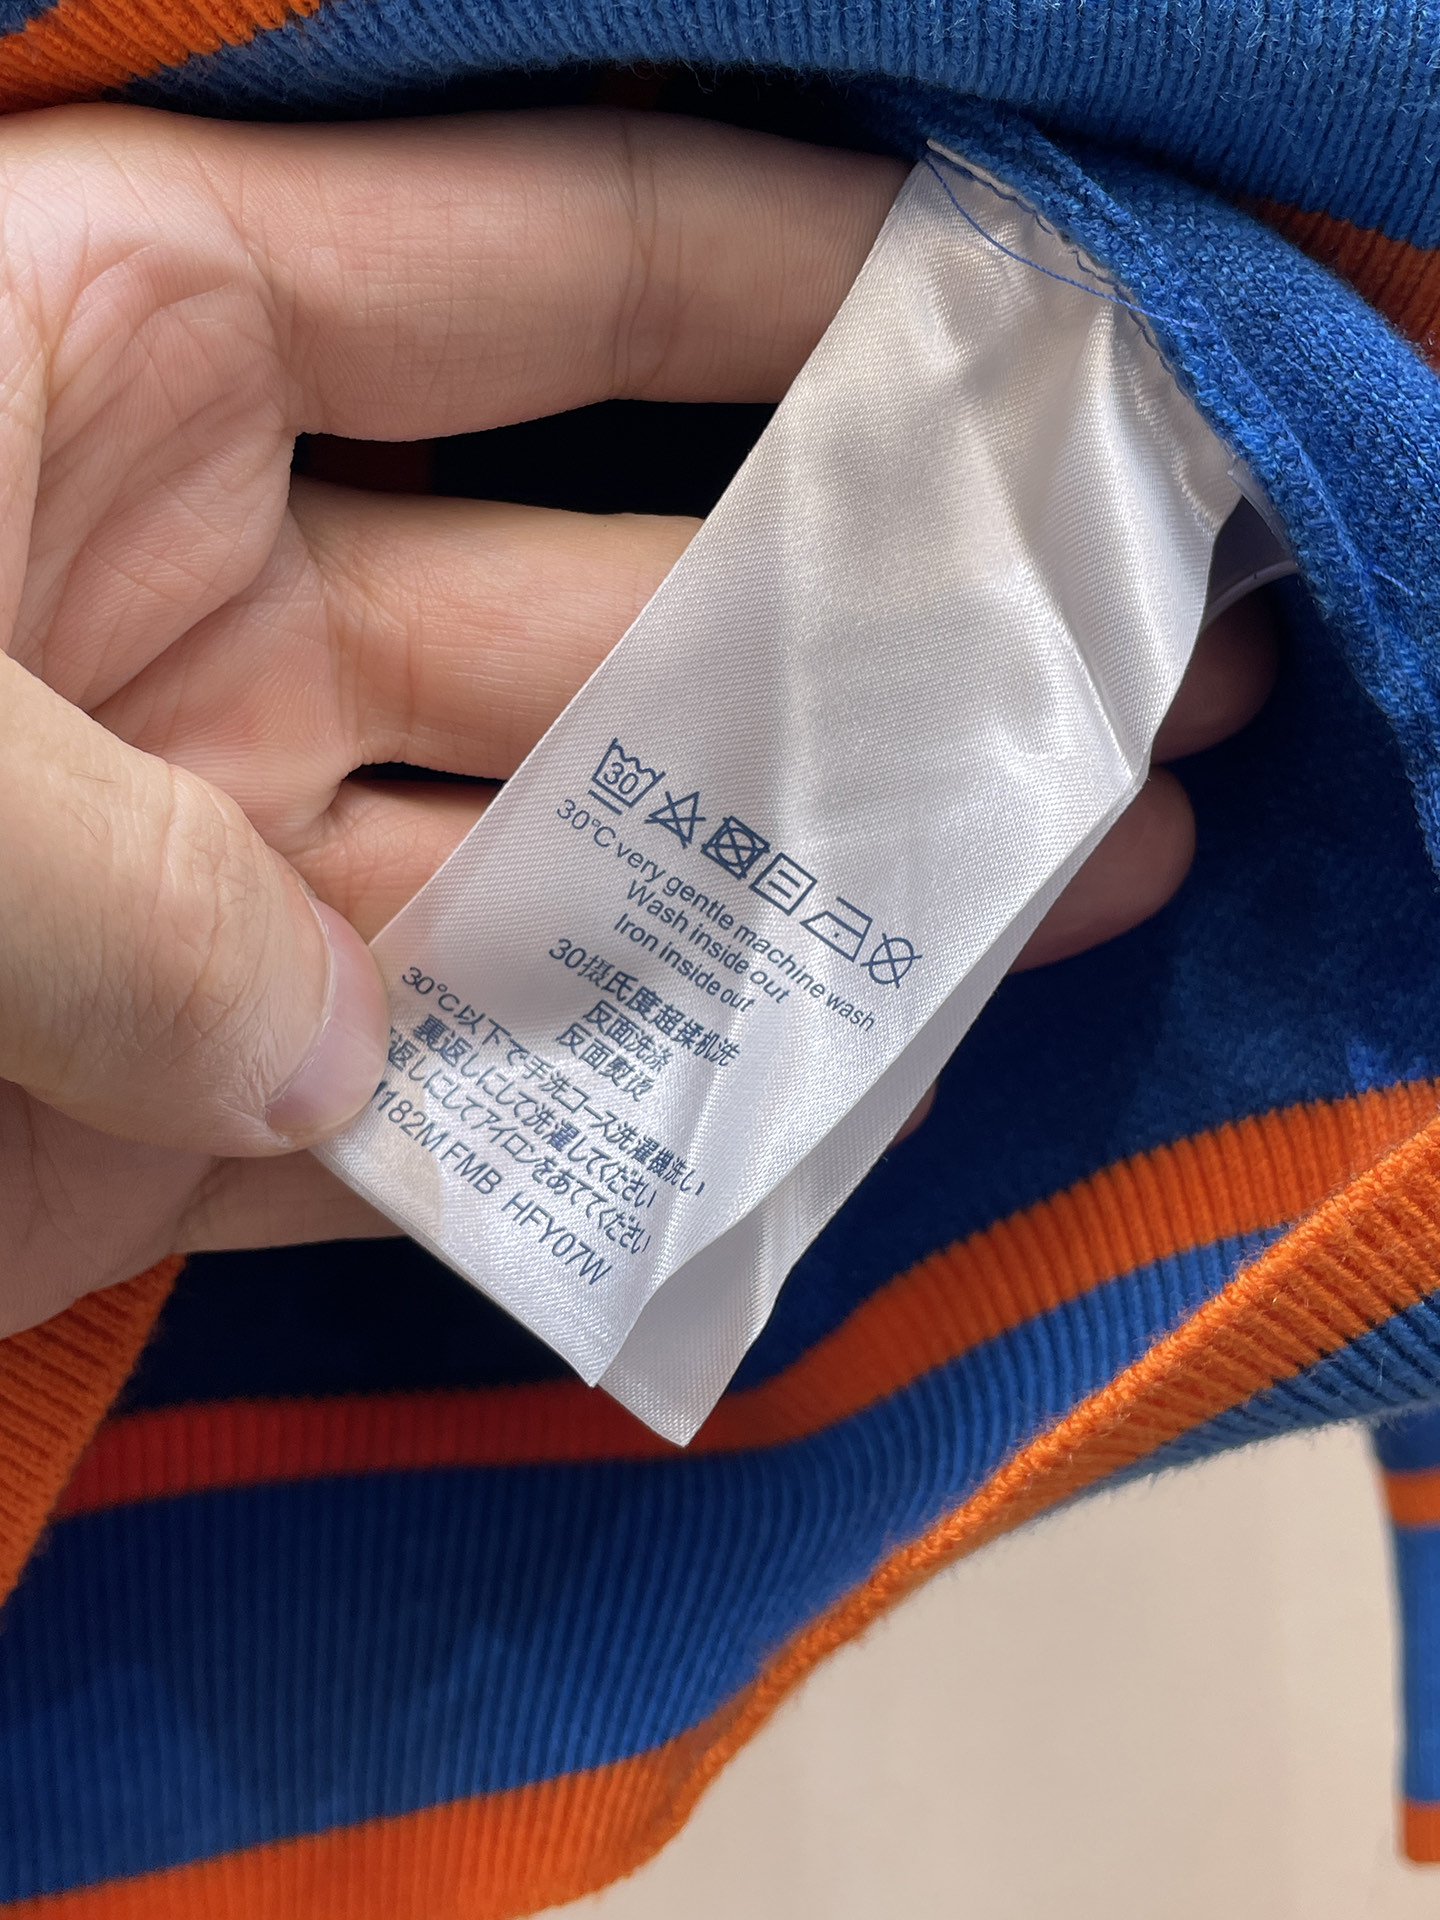 30
30°C very gentle machine wash
Wash inside out
Iron inside out
30摄氏度超揉机洗
反面洗涤
反面熨烫
30℃以下で手洗コース洗濯機洗い
裏返しにして洗濯してください
返しにしてアイロンをあててください
182M FMB HFY07W